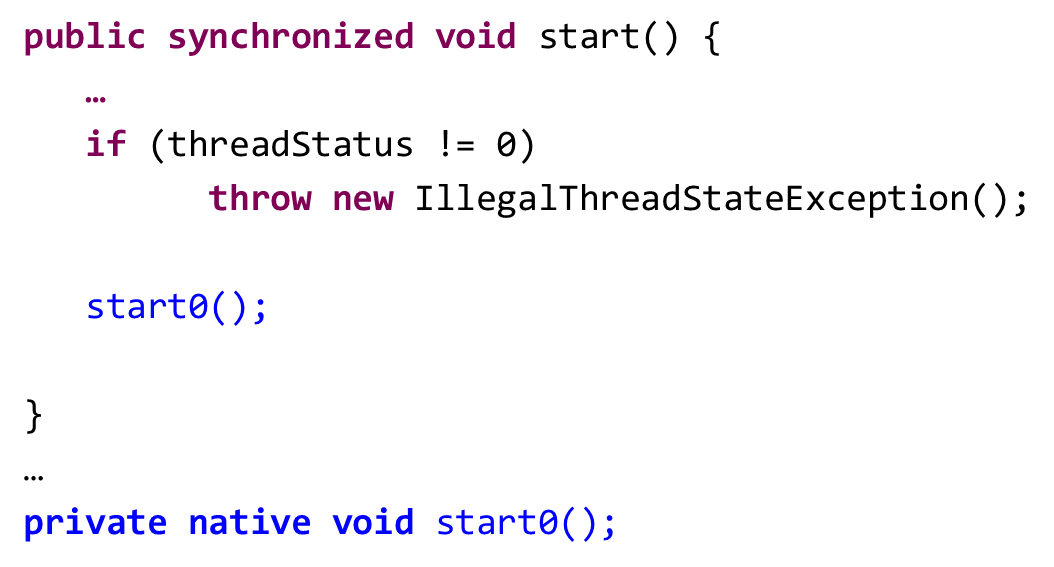 public synchronized void start() {
…
if (threadStatus != 0)
throw new IllegalThreadStateException();
start0();
}
…
private native void start0();